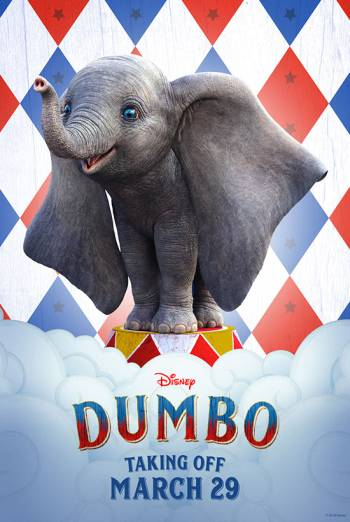 Disney
DUMBO
TAKING OFF
MARCH 29